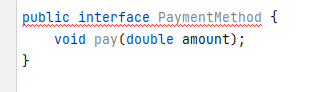 public interface PaymentMethod {
    void pay(double amount);
}